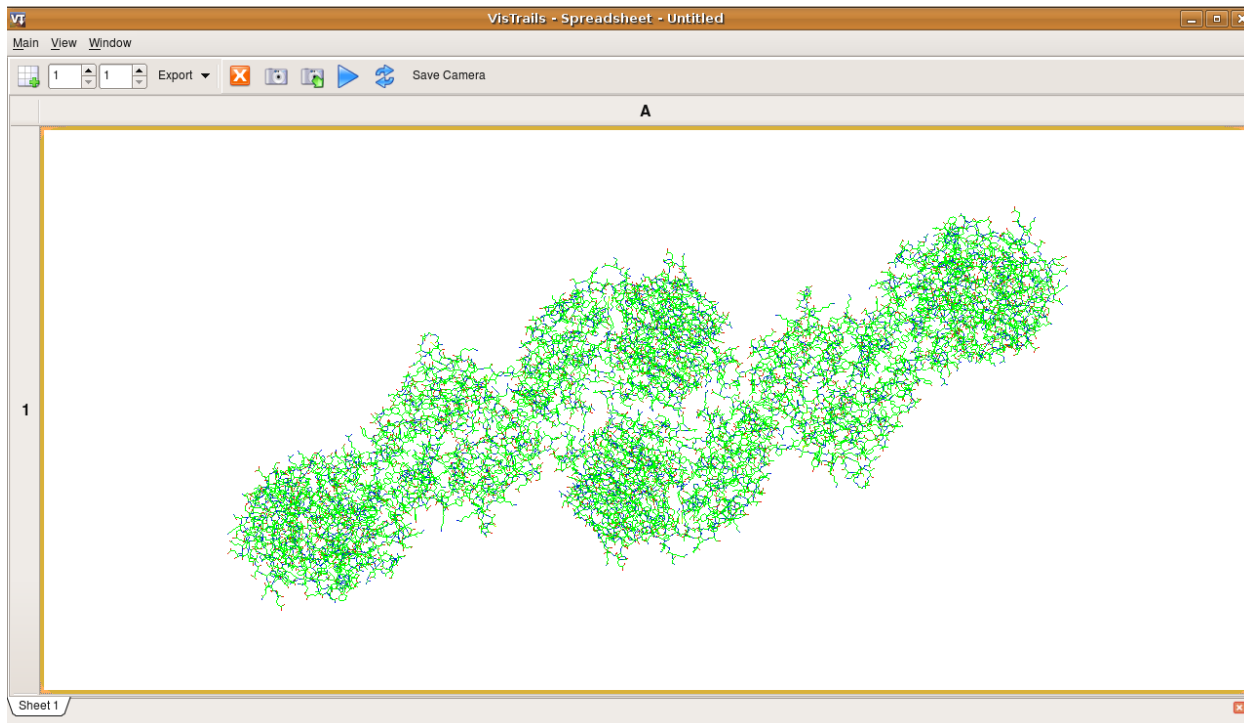 VisTrails - Spreadsheet - Untitled
Main View Window
1 1 Export Save Camera
A
1
Sheet 1